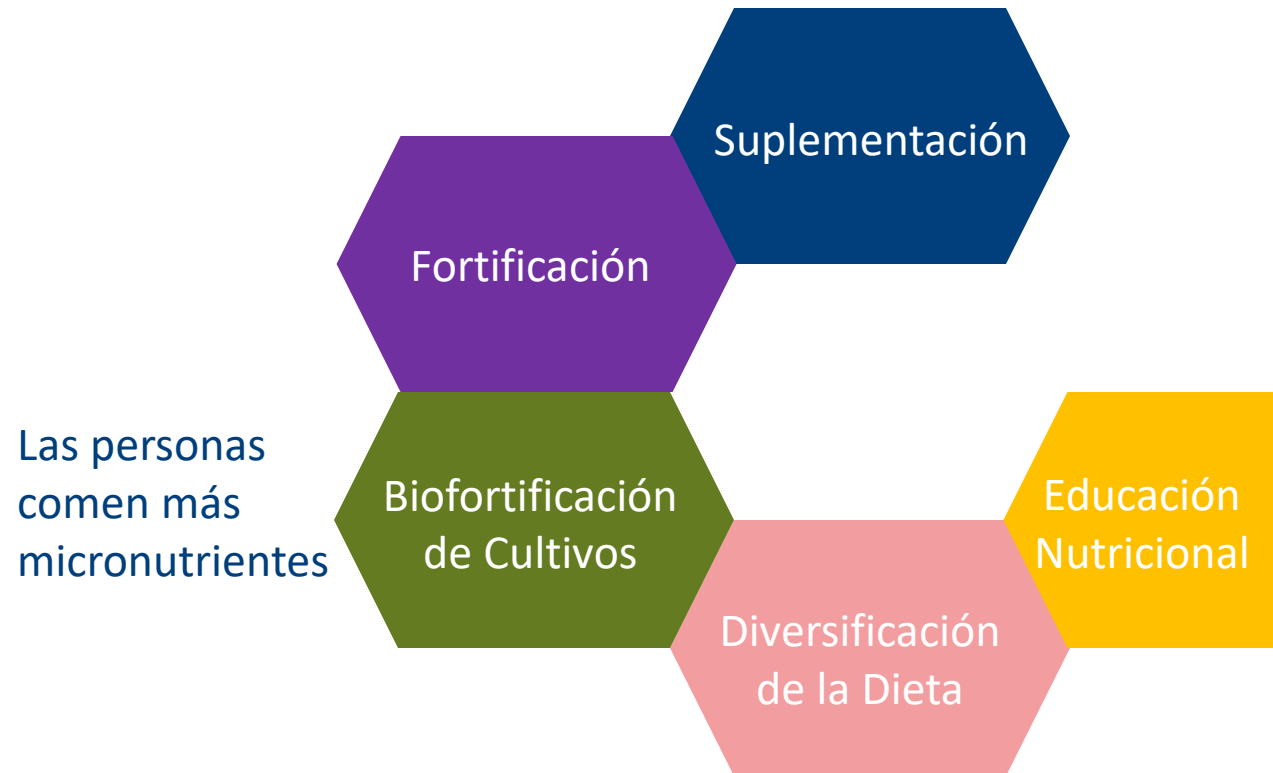 Suplementación
Fortificación
Las personas
comen más
micronutrientes
Biofortificación
de Cultivos
Educación
Nutricional
Diversificación
de la Dieta